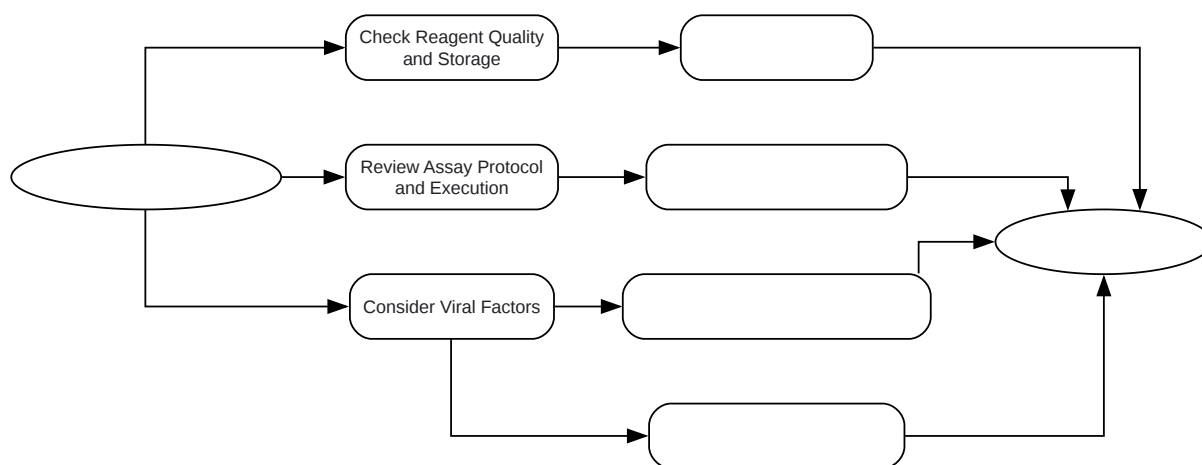 Check Reagent Quality
and Storage
Review Assay Protocol
and Execution
Consider Viral Factors